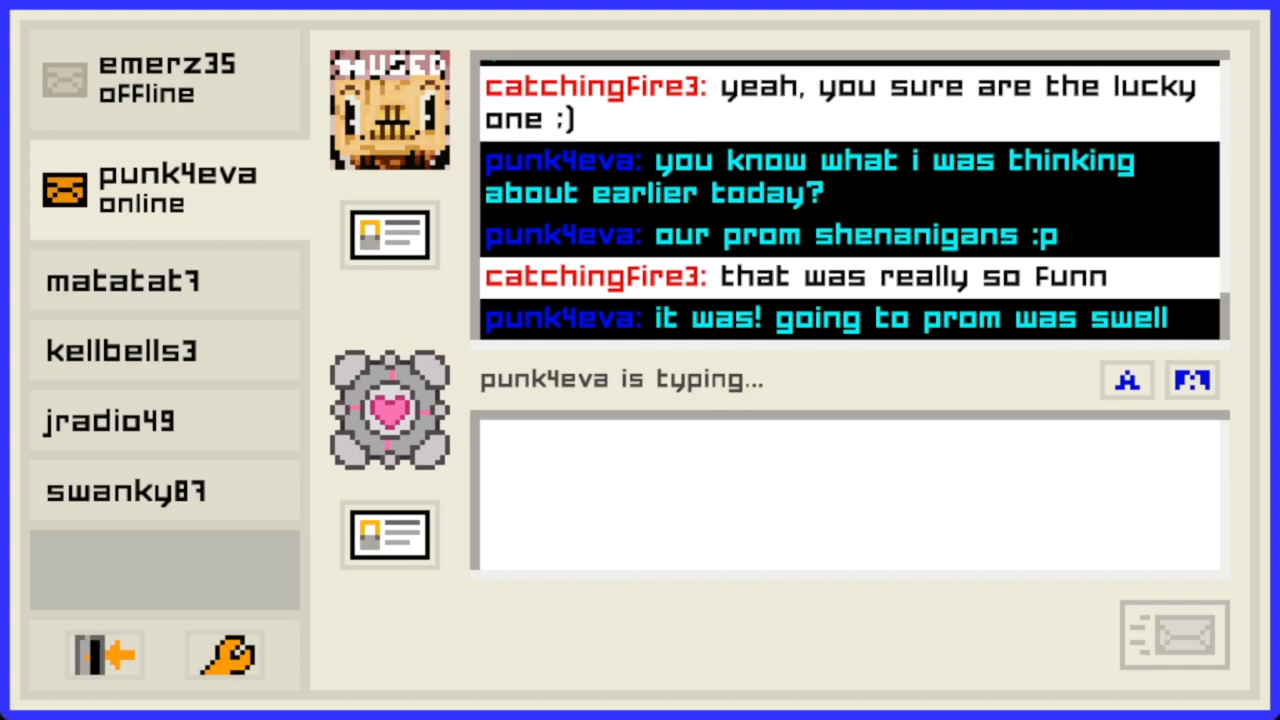 emerz35
offline
punk4eva
online
matatat7
kellbells3
jradio49
swanky87
MUSED
catchingFire3: yeah, you sure are the lucky
one ;)
punk4eva: you know what i was thinking
about earlier today?
punk4eva: our prom shenanigans :p
catchingFire3: that was really so Funn
punk4eva: it was! going to prom was swell
punk4eva is typing...
A